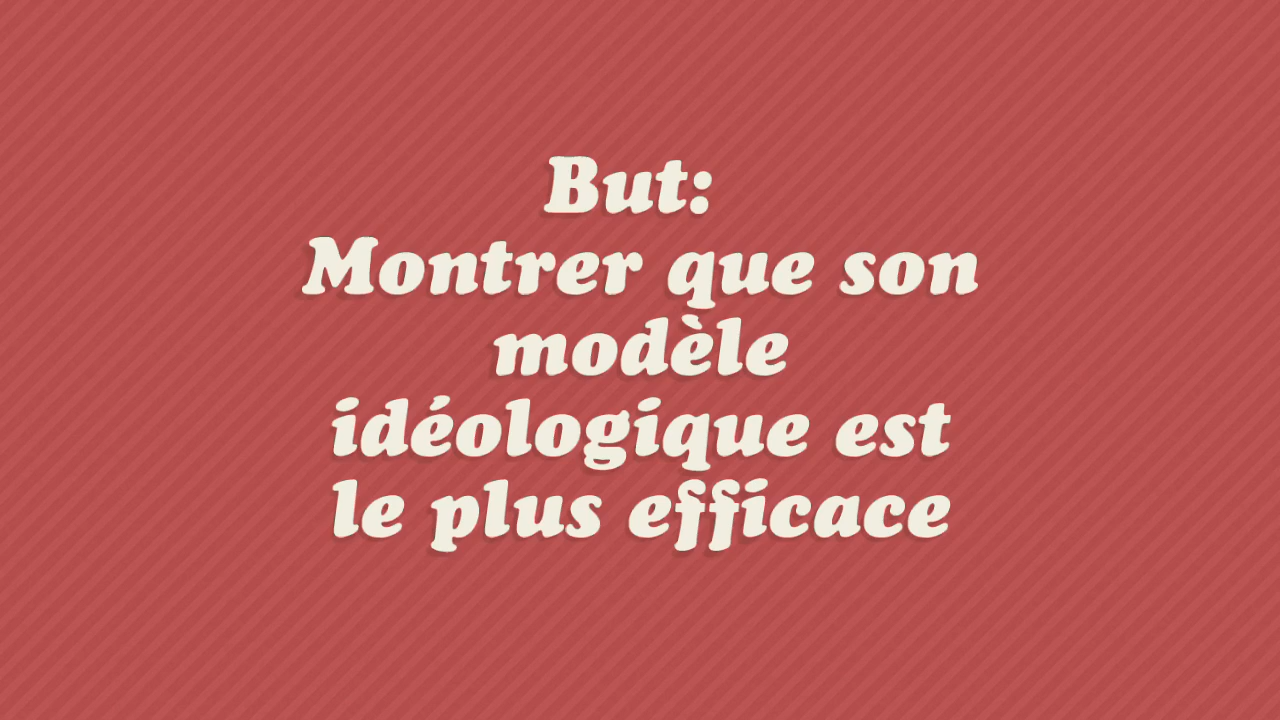 But:
Montrer que son
modèle
idéologique est
le plus efficace